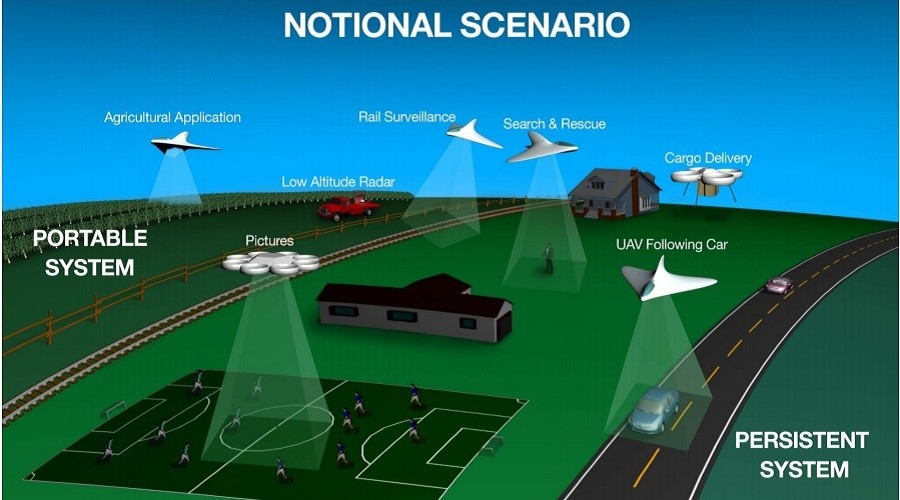 NOTIONAL SCENARIO
Agricultural Application
Rail Surveillance
Search & Rescue
Cargo Delivery
Low Altitude Radar
PORTABLE
SYSTEM
Pictures
UAV Following Car
PERSISTENT
SYSTEM